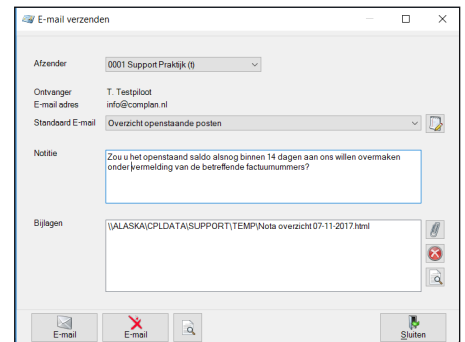 E-mail verzenden
Afzender 0001 Support Praktijk (t)
Ontvanger T. Testpiloot
E-mail adres info@complan.nl
Standaard E-mail Overzicht openstaande posten
Notitie Zou u het openstaand saldo alsnog binnen 14 dagen aan ons willen overmaken
onder vermelding van de betreffende factuurnummers?
Bijlagen \\ALASKA\CPLDATA\SUPPORT\TEMP\Nota overzicht 07-11-2017.html
E-mail E-mail Sluiten